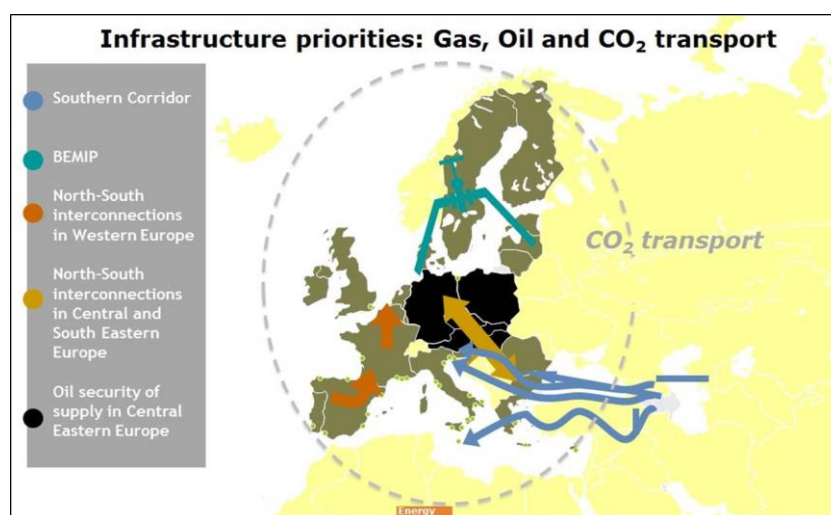 Infrastructure priorities: Gas, Oil and CO₂ transport
Southern Corridor
BEMIP
North-South
interconnections
in Western Europe
North-South
interconnections
in Central and
South Eastern
Europe
Oil security of
supply in Central
Eastern Europe
CO₂ transport
Energy